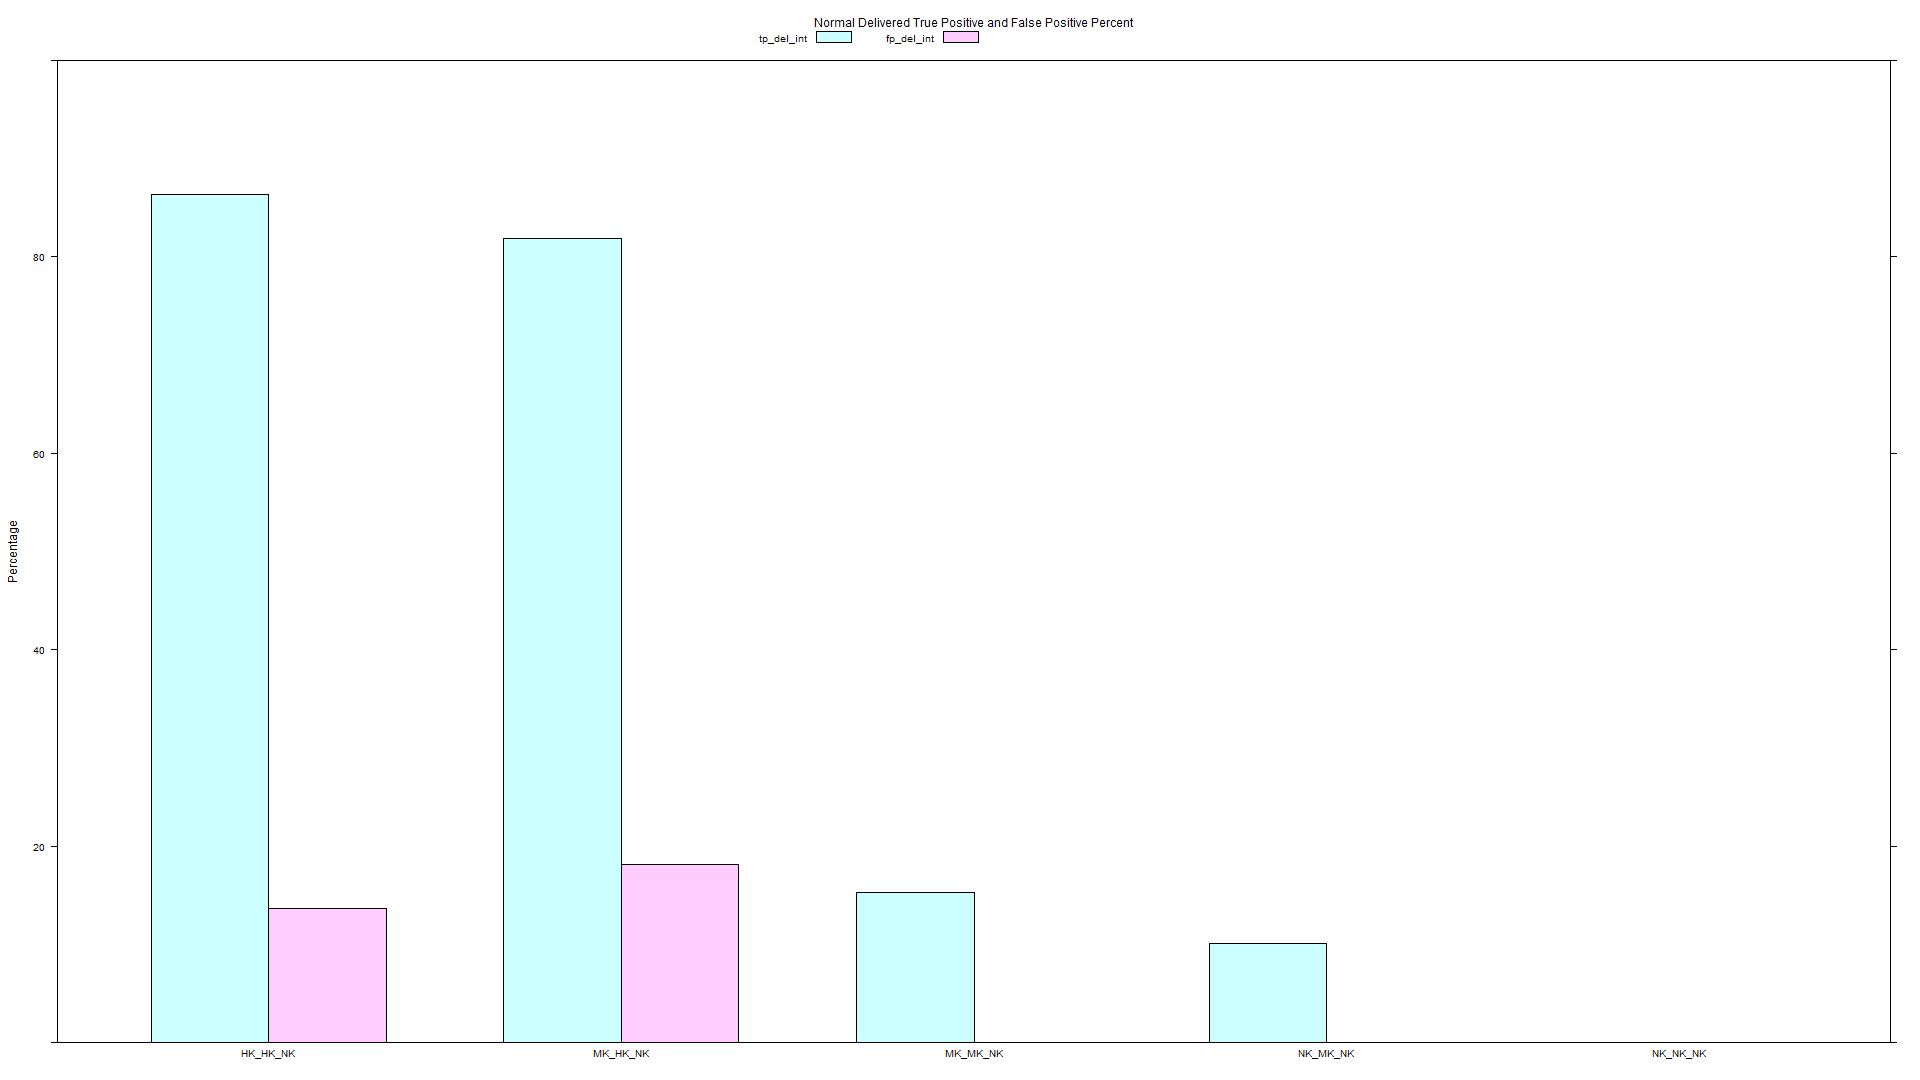 Normal Delivered True Positive and False Positive Percent
tp_del_int fp_del_int
80
60
Percentage
40
20
HK_HK_NK MK_HK_NK MK_MK_NK NK_MK_NK NK_NK_NK